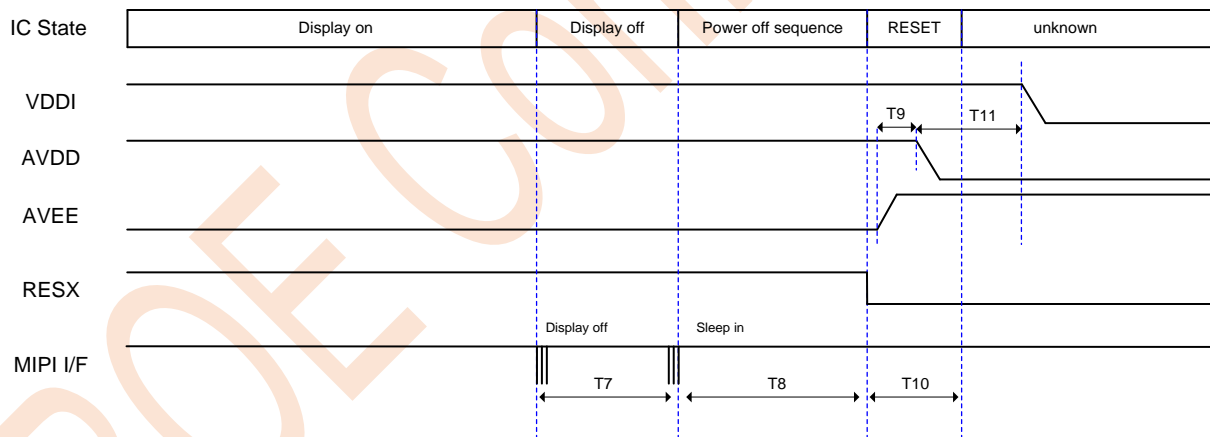 IC State
Display on
Display off
Power off sequence
RESET
unknown
VDDI
T9
T11
AVDD
AVEE
RESX
Display off
Sleep in
MIPI I/F
T7
T8
T10